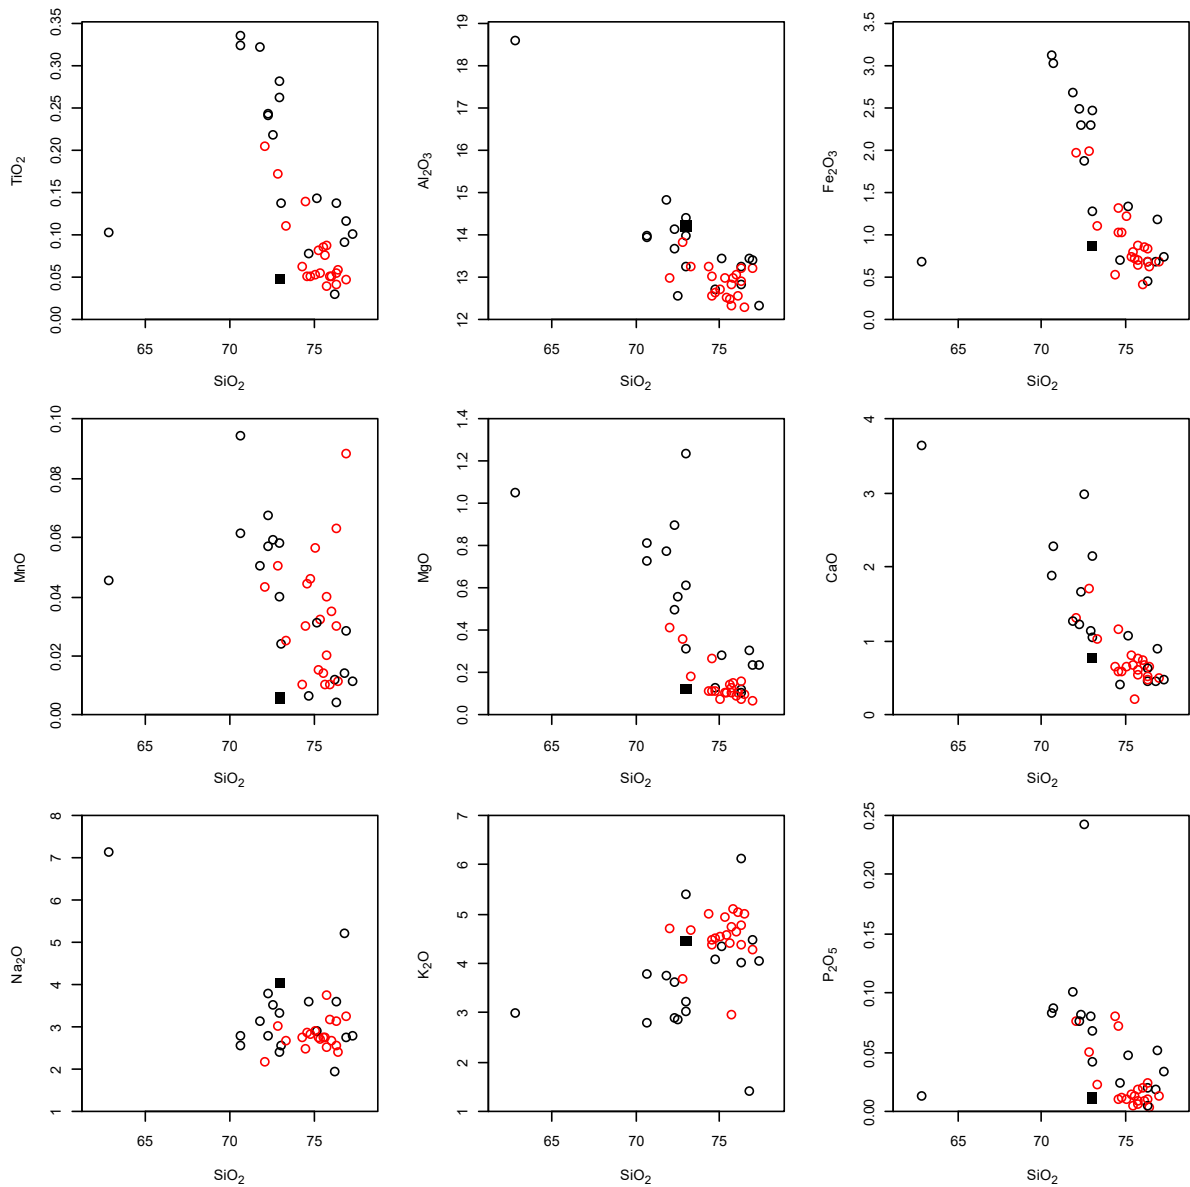 TiO2
0.00 0.05 0.10 0.15 0.20 0.25 0.30 0.35
65 70 75
SiO2
Al2O3
12 13 14 15 16 17 18 19
65 70 75
SiO2
Fe2O3
0.0 0.5 1.0 1.5 2.0 2.5 3.0 3.5
65 70 75
SiO2
MnO
0.00 0.02 0.04 0.06 0.08 0.10
65 70 75
SiO2
MgO
0.0 0.2 0.4 0.6 0.8 1.0 1.2 1.4
65 70 75
SiO2
CaO
0 1 2 3 4
65 70 75
SiO2
Na2O
1 2 3 4 5 6 7 8
65 70 75
SiO2
K2O
1 2 3 4 5 6 7
65 70 75
SiO2
P2O5
0.00 0.05 0.10 0.15 0.20 0.25
65 70 75
SiO2